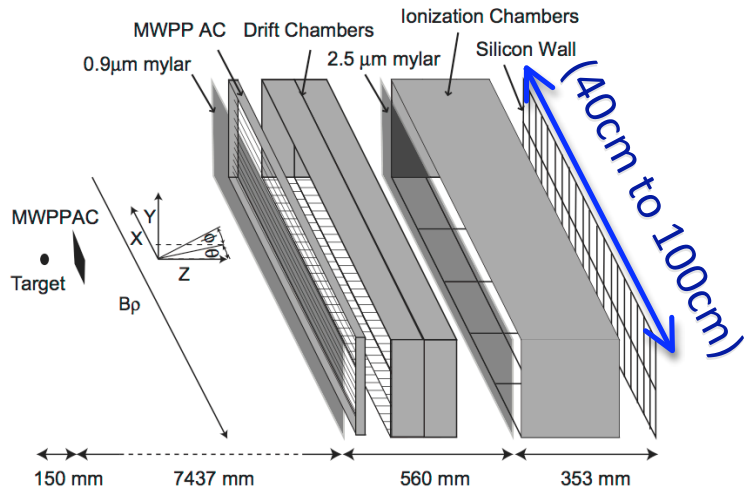 Ionization Chambers
MWPP AC Drift Chambers
Silicon Wall
0.9μm mylar
2.5 μm mylar
(40cm to 100cm)
MWPPAC
Y
X
ϕ
θ
Z
Target
Bρ
150 mm
7437 mm
560 mm
353 mm